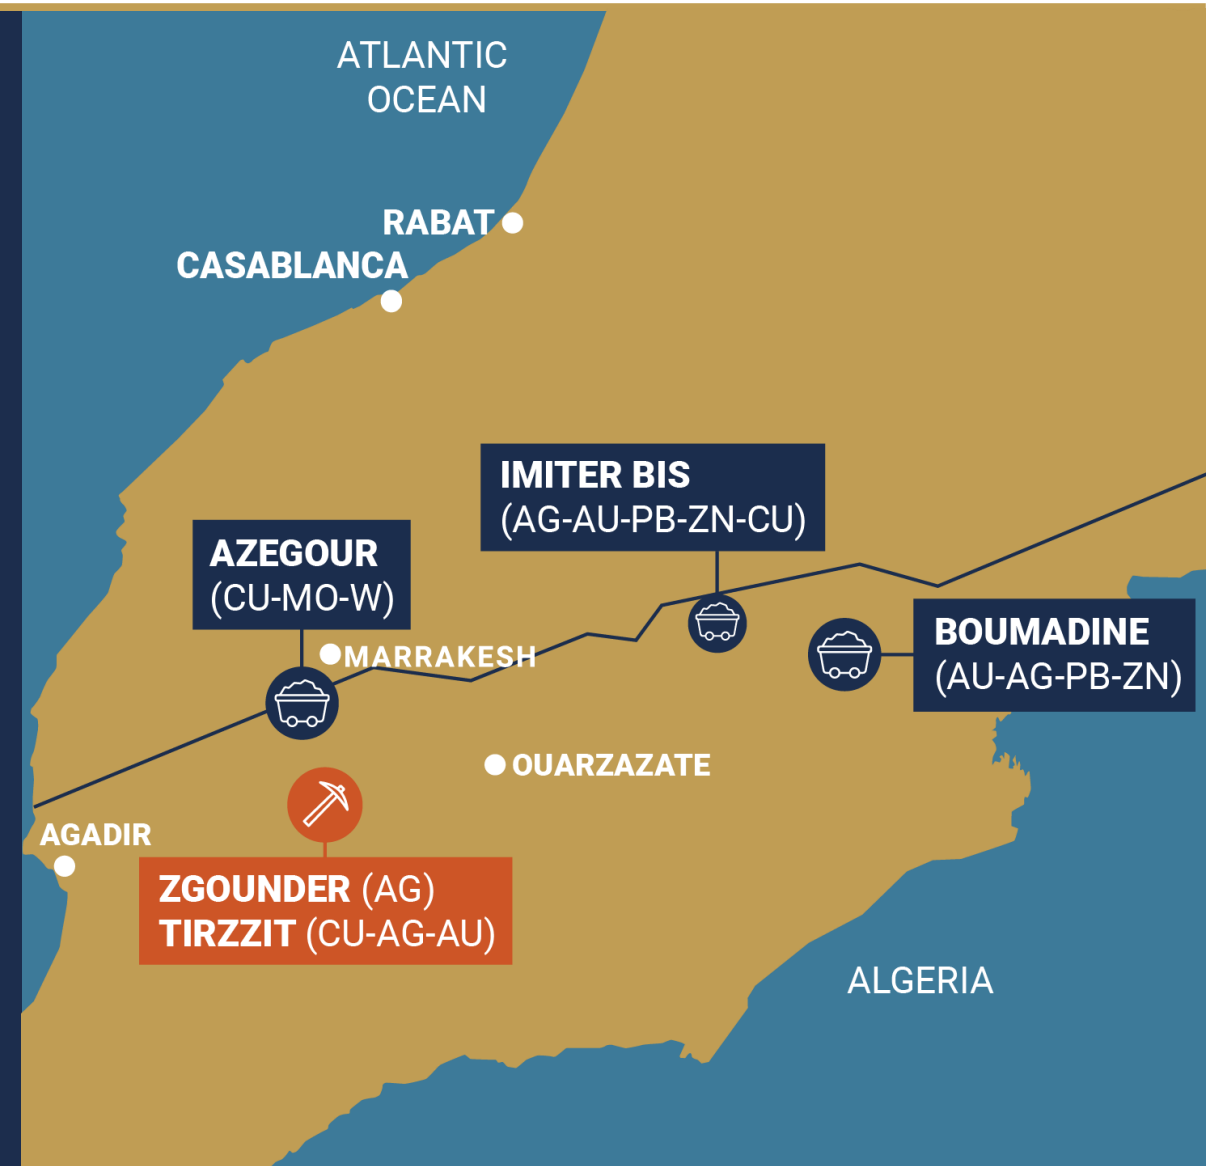 ATLANTIC
OCEAN
RABAT
CASABLANCA
IMITER BIS
(AG-AU-PB-ZN-CU)
AZEGOUR
(CU-MO-W)
BOUMADINE
(AU-AG-PB-ZN)
MARRAKESH
OUARZAZATE
AGADIR
ZGOUNDER (AG)
TIRZZIT (CU-AG-AU)
ALGERIA